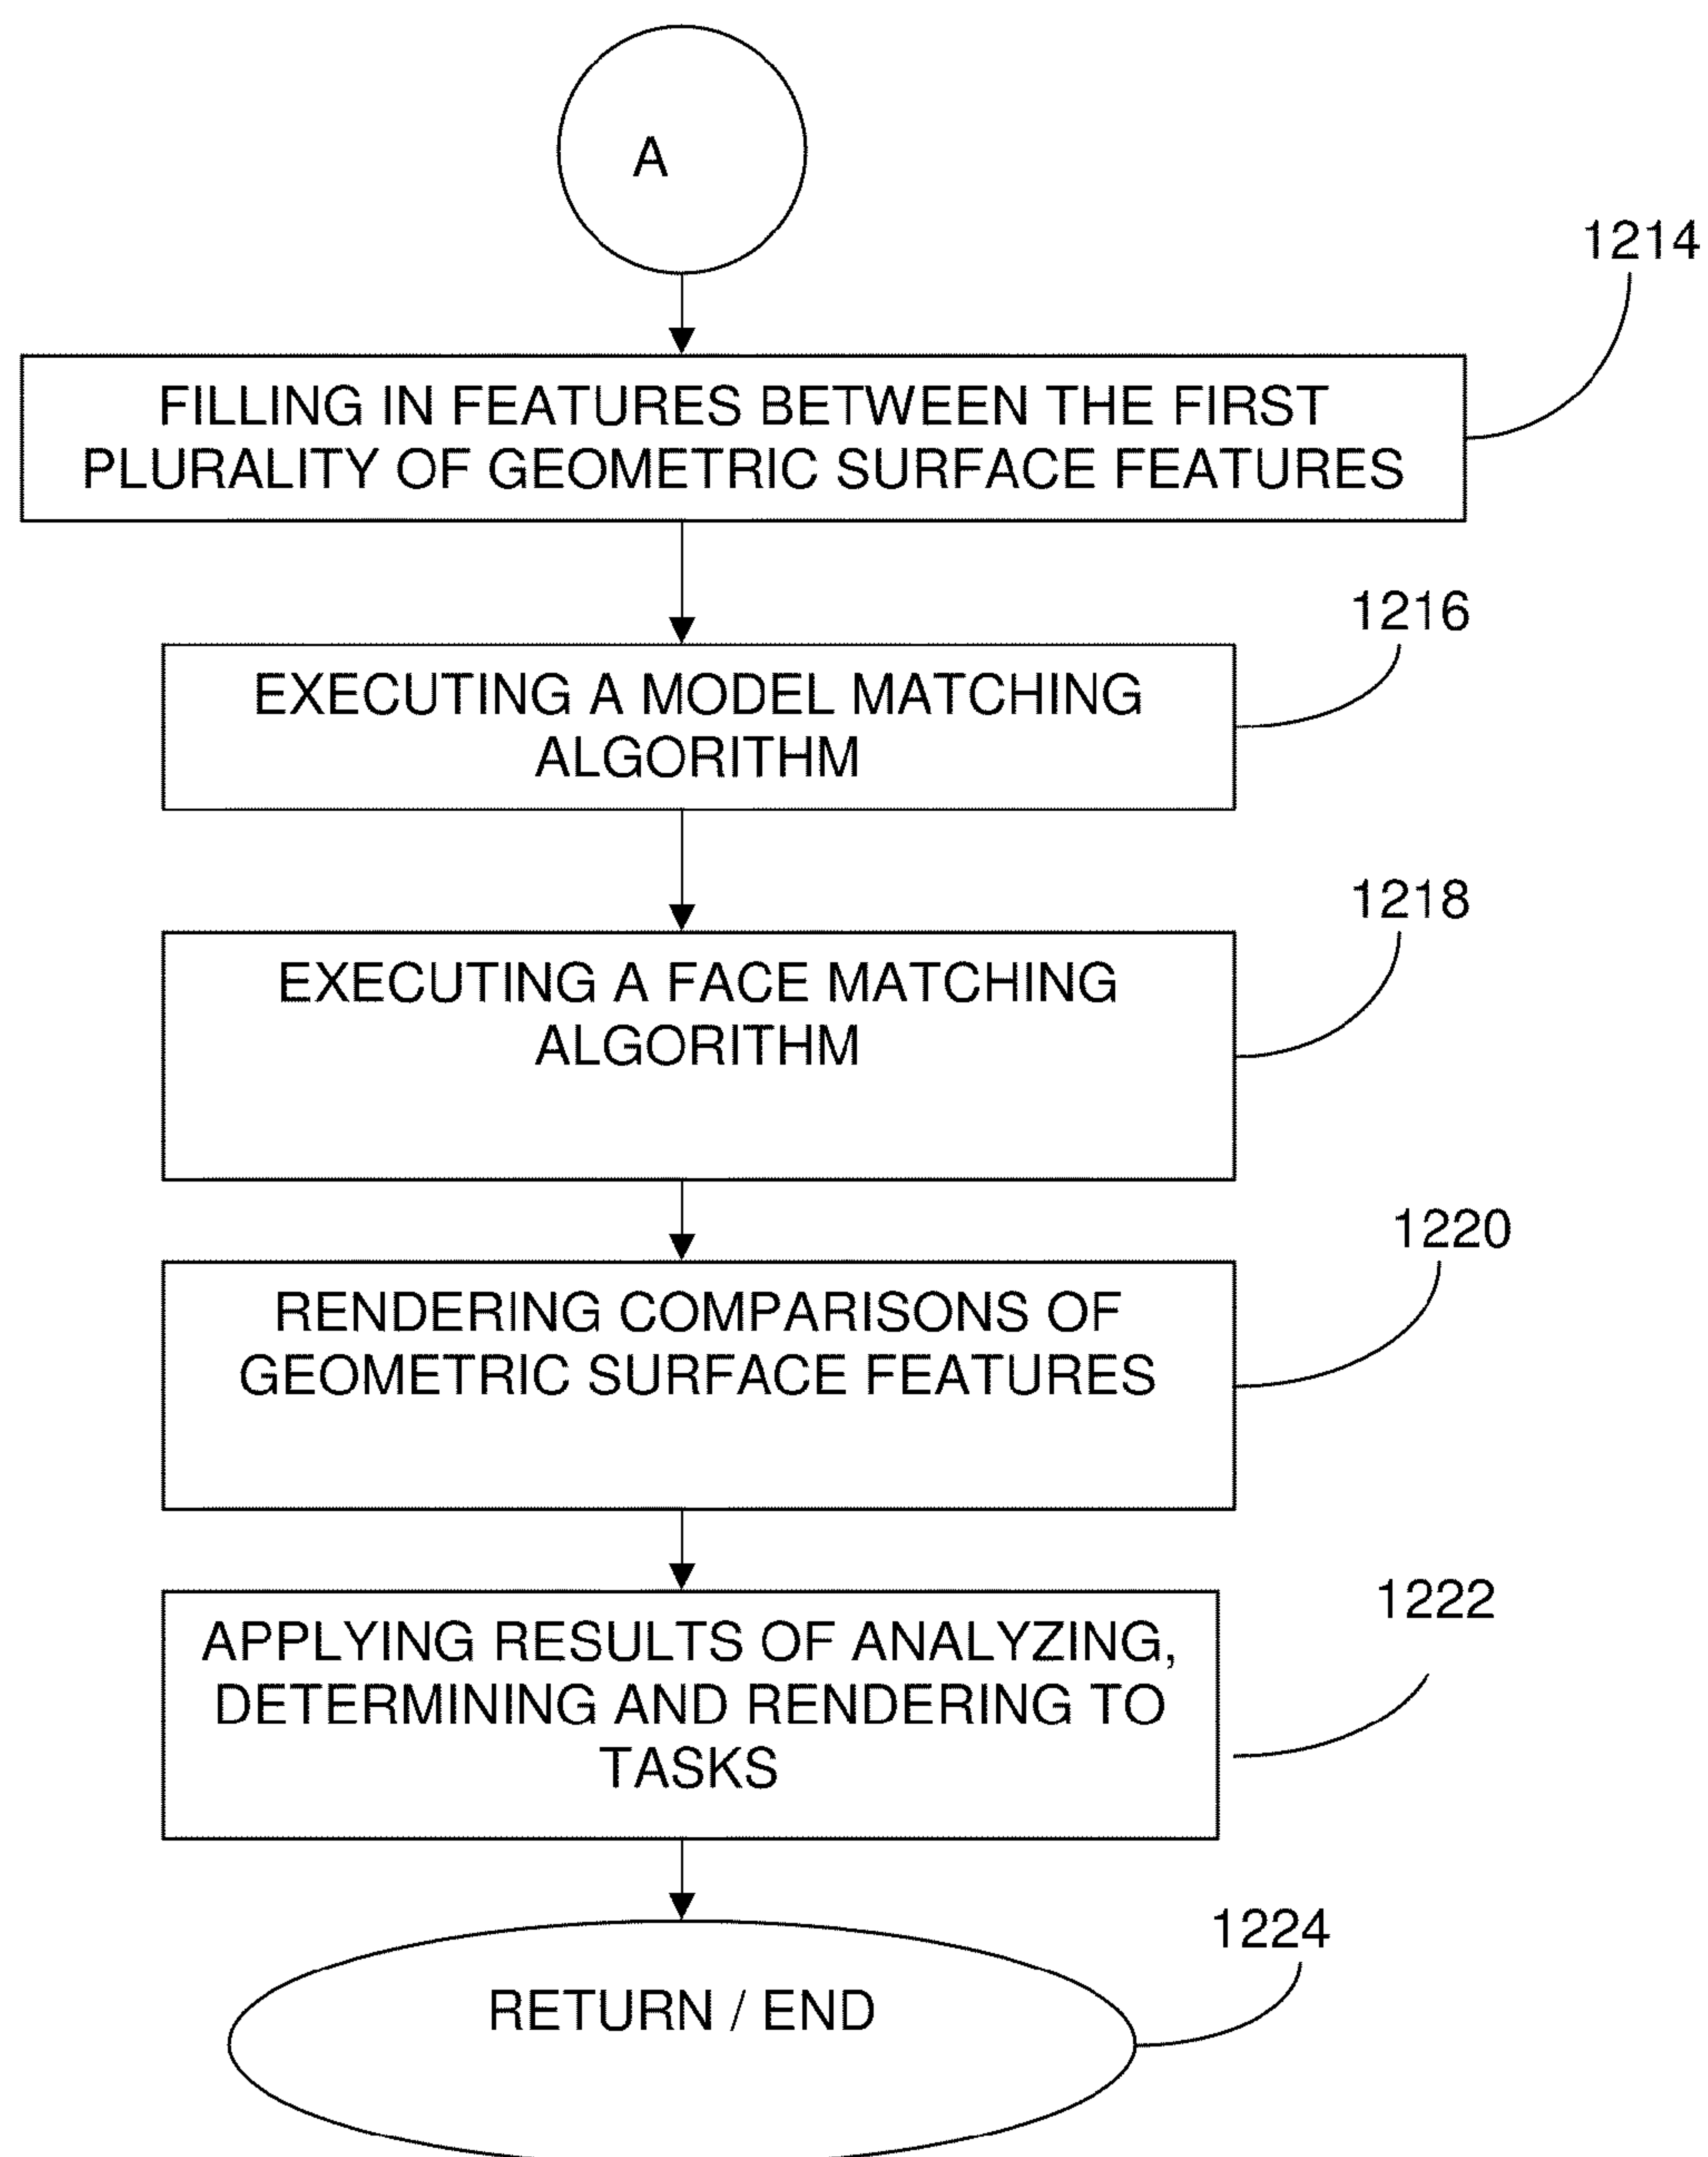 A
1214
FILLING IN FEATURES BETWEEN THE FIRST
PLURALITY OF GEOMETRIC SURFACE FEATURES
1216
EXECUTING A MODEL MATCHING
ALGORITHM
1218
EXECUTING A FACE MATCHING
ALGORITHM
1220
RENDERING COMPARISONS OF
GEOMETRIC SURFACE FEATURES
1222
APPLYING RESULTS OF ANALYZING,
DETERMINING AND RENDERING TO
TASKS
1224
RETURN / END